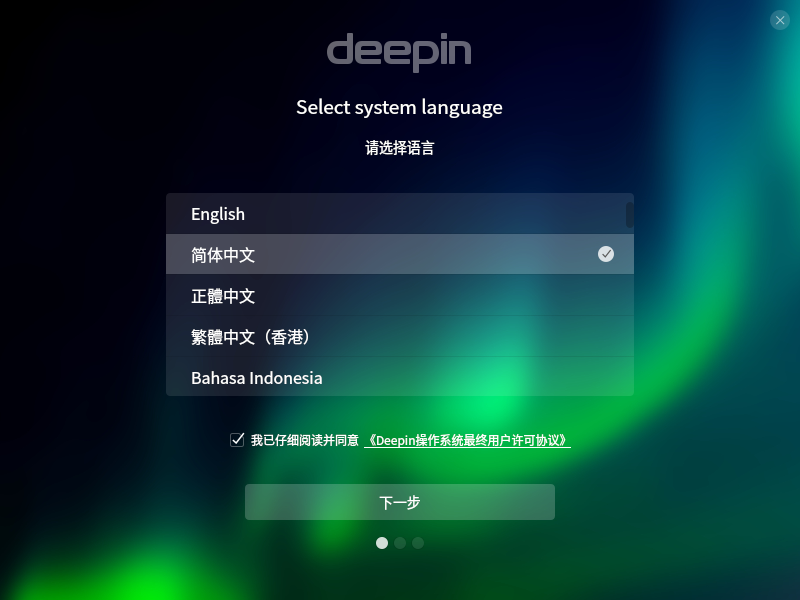 deepin
Select system language
请选择语言
English
简体中文
正體中文
繁體中文（香港）
Bahasa Indonesia
我已仔细阅读并同意 《Deepin操作系统最终用户许可协议》
下一步